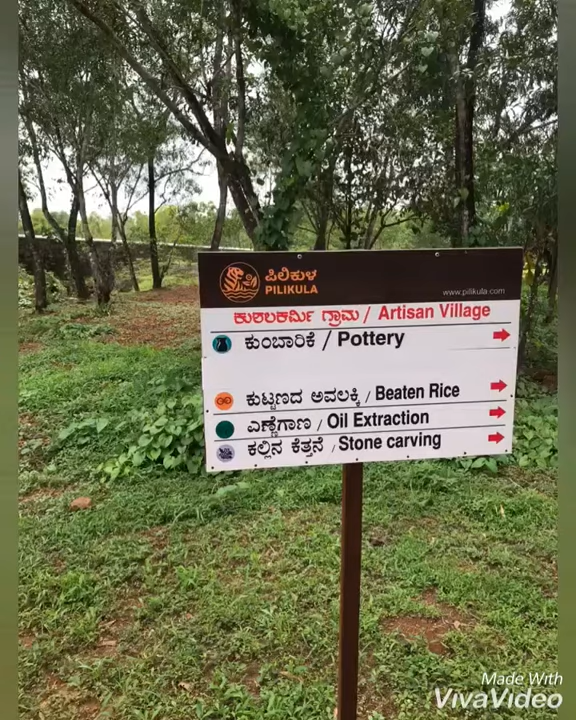 ಪಿಲಿಕುಳ
PILIKULA
www.pilikula.com
ಕುಶಲಕರ್ಮಿ ಗ್ರಾಮ / Artisan Village
ಕುಂಬಾರಿಕೆ / Pottery
ಕುಟ್ಟಣದ ಅವಲಕ್ಕಿ / Beaten Rice
ಎಣ್ಣೆಗಾಣ / Oil Extraction
ಕಲ್ಲಿನ ಕೆತ್ತನೆ / Stone carving
Made With
VivaVideo